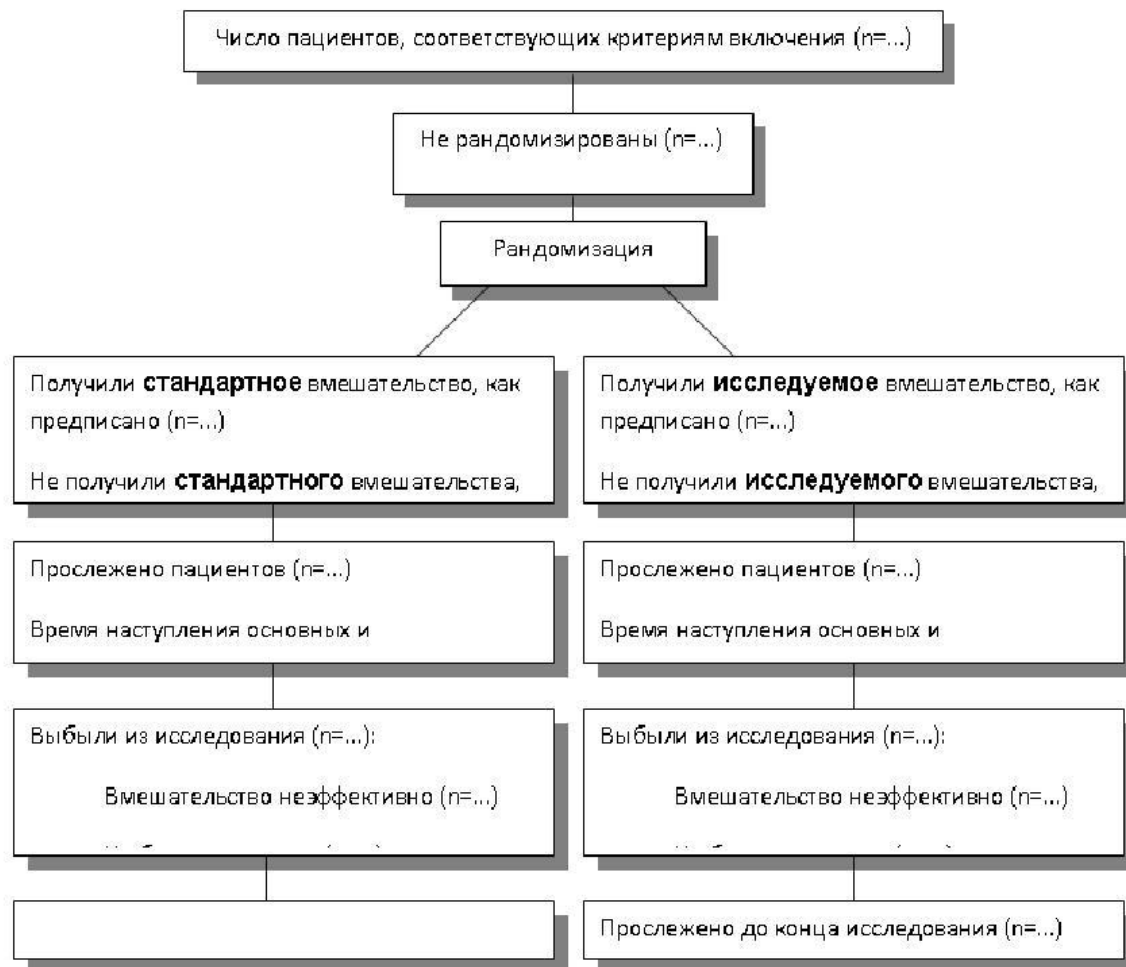 Число пациентов, соответствующих критериям включения (n=...)
Не рандомизированы (n=...)
Рандомизация
Получили стандартное вмешательство, как
предписано (n=...)
Не получили стандартного вмешательства,
Получили исследуемое вмешательство, как
предписано (n=...)
Не получили исследуемого вмешательства,
Прослежено пациентов (n=...)
Время наступления основных и
Прослежено пациентов (n=...)
Время наступления основных и
Выбыли из исследования (n=...):
Вмешательство неэффективно (n=...)
Выбыли из исследования (n=...):
Вмешательство неэффективно (n=...)
Прослежено до конца исследования (n=...)